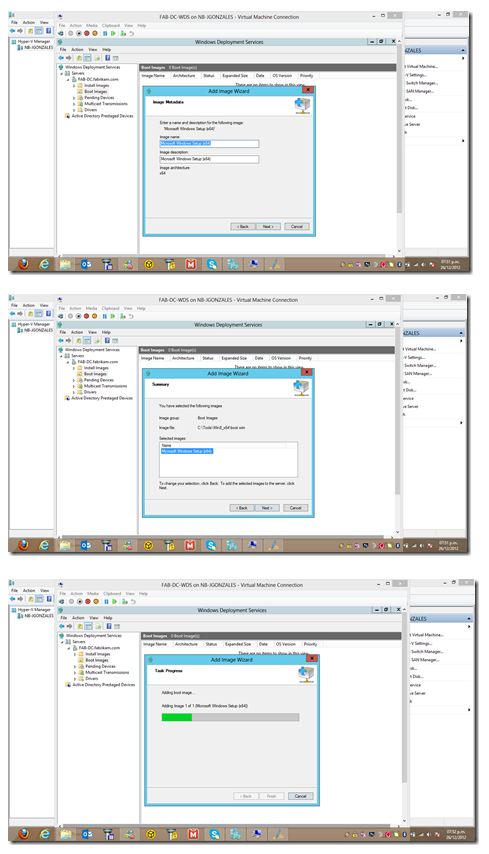 FAB-DC-WDS on NB-JGONZALES - Virtual Machine Connection
File Action View
File Action Media Clipboard View Help
Hyper-V Manager
NB-JGONZALES
Windows Deployment Services
File Action View Help
Windows Deployment Services
Servers
FAB-DC.fabrikam.com
Install Images
Boot Images
Pending Devices
Multicast Transmissions
Drivers
Active Directory Prestaged Devices
Boot Images 0 Boot Image(s)
Image Name Architecture Status Expanded Size Date OS Version Priority
There are no items to show in this view.
Add Image Wizard
Image Metadata
Enter a name and description for the following image:
'Microsoft Windows Setup (x64)'
Image name:
Microsoft Windows Setup (x64)
Image description:
Microsoft Windows Setup (x64)
Image architecture:
x64
< Back Next > Cancel
NZALES
Virtual Machine...
-V Settings...
Switch Manager...
SAN Manager...
Disk...
ervice
ve Server
07:51 p.m.
26/12/2012
FAB-DC-WDS on NB-JGONZALES - Virtual Machine Connection
File Action View
File Action Media Clipboard View Help
Hyper-V Manager
NB-JGONZALES
Windows Deployment Services
File Action View Help
Windows Deployment Services
Servers
FAB-DC.fabrikam.com
Install Images
Boot Images
Pending Devices
Multicast Transmissions
Drivers
Active Directory Prestaged Devices
Boot Images 0 Boot Image(s)
Image Name Architecture Status Expanded Size Date OS Version Priority
Add Image Wizard
Summary
You have selected the following images:
Image group: Boot Images
Image file:
Selected images:
Name
Microsoft Windows Setup (x64)
To change your selection, click Back. To add the selected images to the server, click
Next.
< Back Next > Cancel
NZALES
Virtual Machine...
-V Settings...
Switch Manager...
SAN Manager...
ve Server
07:51 p.m.
26/12/2012
FAB-DC-WDS on NB-JGONZALES - Virtual Machine Connection
File Action View
File Action Media Clipboard View Help
Hyper-V Manager
NB-JGONZALES
Windows Deployment Services
File Action View Help
Windows Deployment Services
Servers
FAB-DC.fabrikam.com
Install Images
Boot Images
Pending Devices
Multicast Transmissions
Drivers
Active Directory Prestaged Devices
Boot Images 0 Boot Image(s)
Image Name Architecture Status Expanded Size Date OS Version Priority
There are no items to show in this view.
Add Image Wizard
Task Progress
Adding boot image...
Adding image 1 of 1 (Microsoft Windows Setup (x64))
< Back Finish Cancel
NZALES
Virtual Machine...
-V Settings...
Switch Manager...
SAN Manager...
t Disk...
ervice
ve Server
07:52 p.m.
26/12/2012